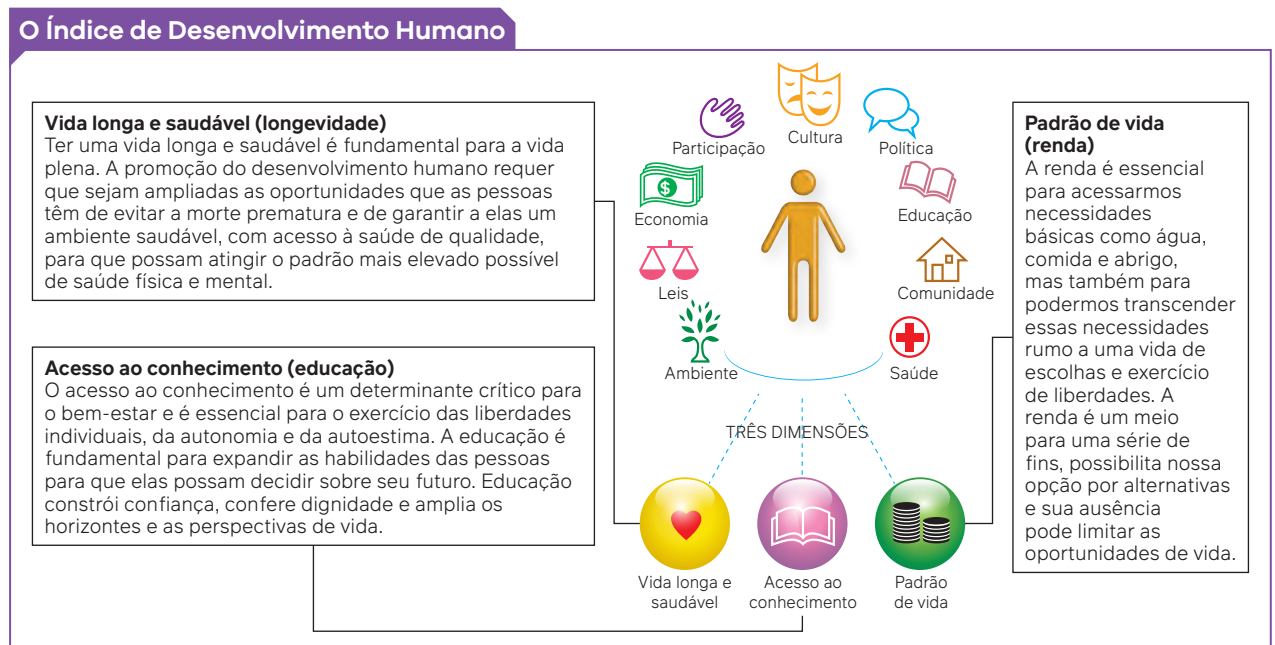 O Índice de Desenvolvimento Humano
Vida longa e saudável (longevidade)
Ter uma vida longa e saudável é fundamental para a vida
plena. A promoção do desenvolvimento humano requer
que sejam ampliadas as oportunidades que as pessoas
têm de evitar a morte prematura e de garantir a elas um
ambiente saudável, com acesso à saúde de qualidade,
para que possam atingir o padrão mais elevado possível
de saúde física e mental.
Acesso ao conhecimento (educação)
O acesso ao conhecimento é um determinante crítico para
o bem-estar e é essencial para o exercício das liberdades
individuais, da autonomia e da autoestima. A educação é
fundamental para expandir as habilidades das pessoas
para que elas possam decidir sobre seu futuro. Educação
constrói confiança, confere dignidade e amplia os
horizontes e as perspectivas de vida.
Cultura
Participação
Política
Economia
$
Educação
Leis
Comunidade
Ambiente
Saúde
TRÊS DIMENSÕES
Vida longa e
saudável
Acesso ao
conhecimento
Padrão
de vida
Padrão de vida
(renda)
A renda é essencial
para acessarmos
necessidades
básicas como água,
comida e abrigo,
mas também para
podermos transcender
essas necessidades
rumo a uma vida de
escolhas e exercício
de liberdades. A
renda é um meio
para uma série de
fins, possibilita nossa
opção por alternativas
e sua ausência
pode limitar as
oportunidades de vida.